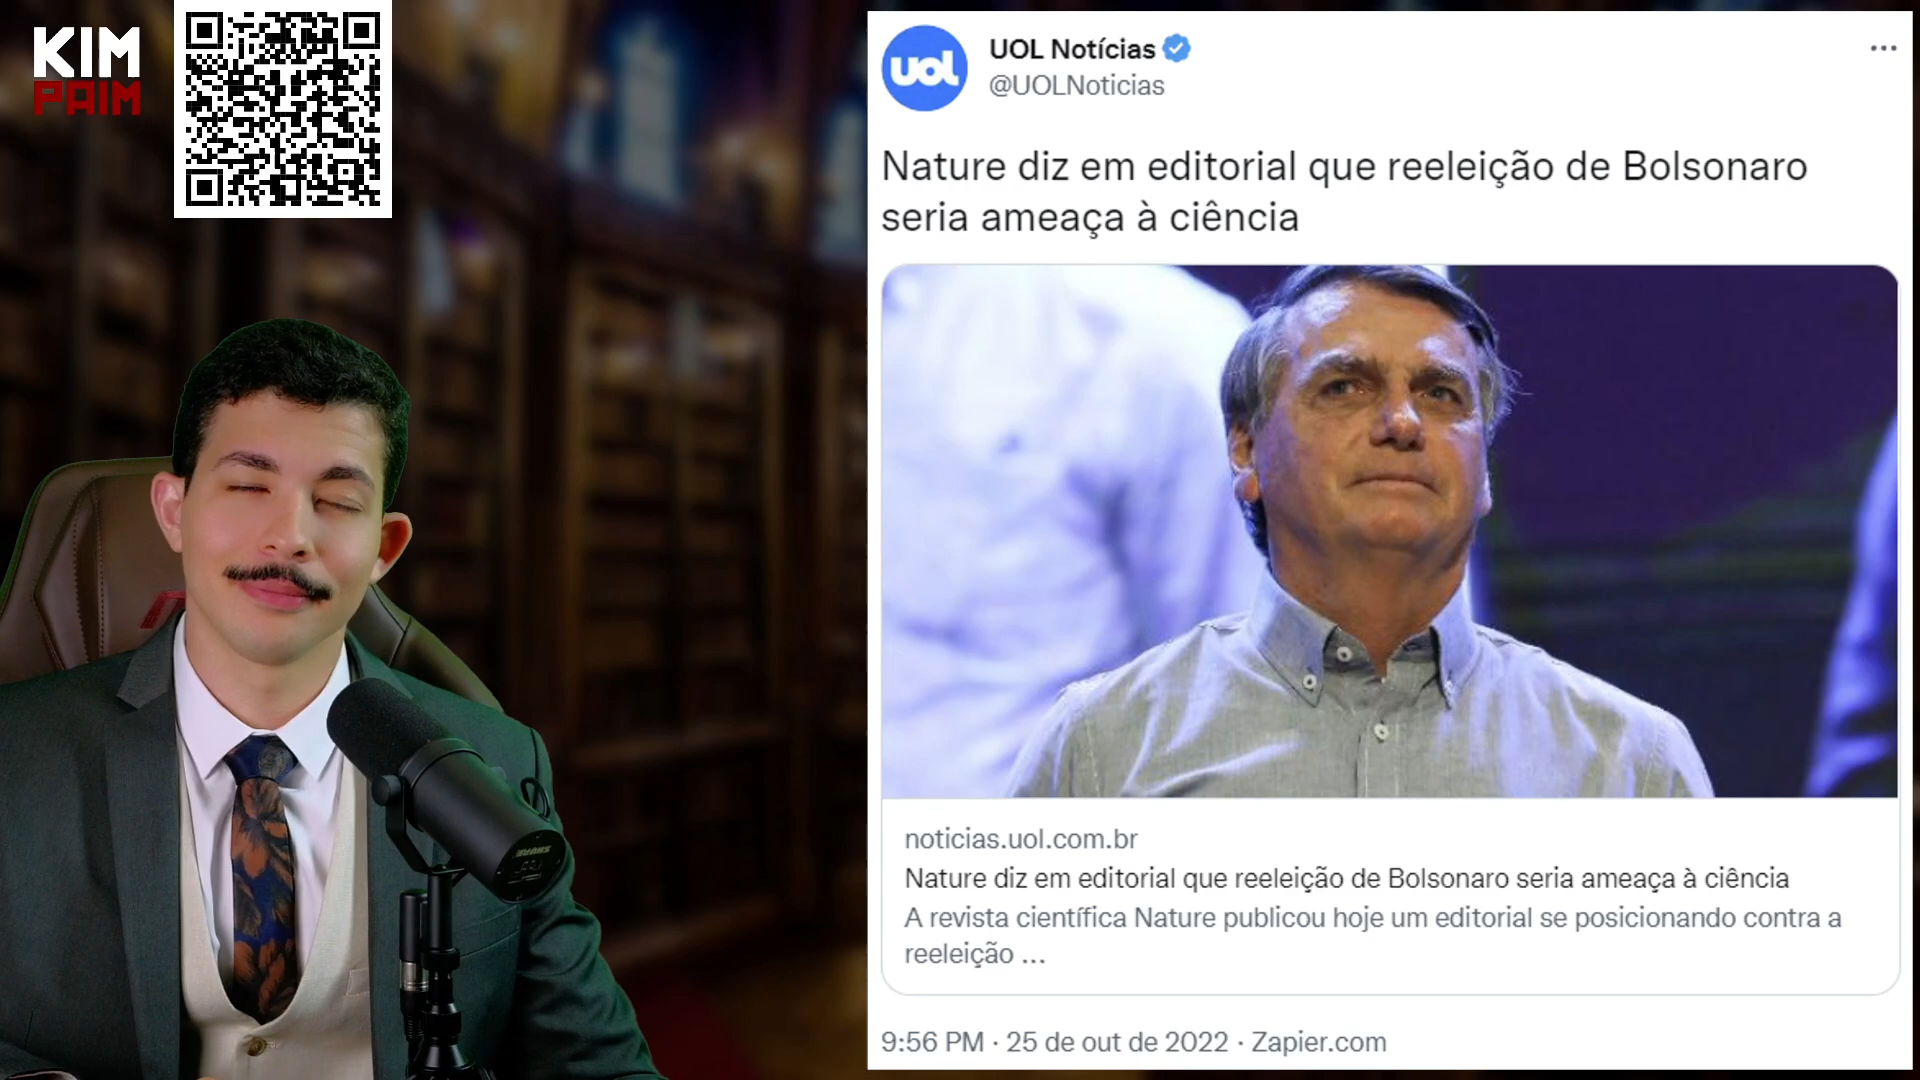 KIM
PAIM
uol
UOL Notícias
@UOLNoticias
Nature diz em editorial que reeleição de Bolsonaro
seria ameaça à ciência
noticias.uol.com.br
Nature diz em editorial que reeleição de Bolsonaro seria ameaça à ciência
A revista científica Nature publicou hoje um editorial se posicionando contra a
reeleição ...
9:56 PM · 25 de out de 2022 · Zapier.com